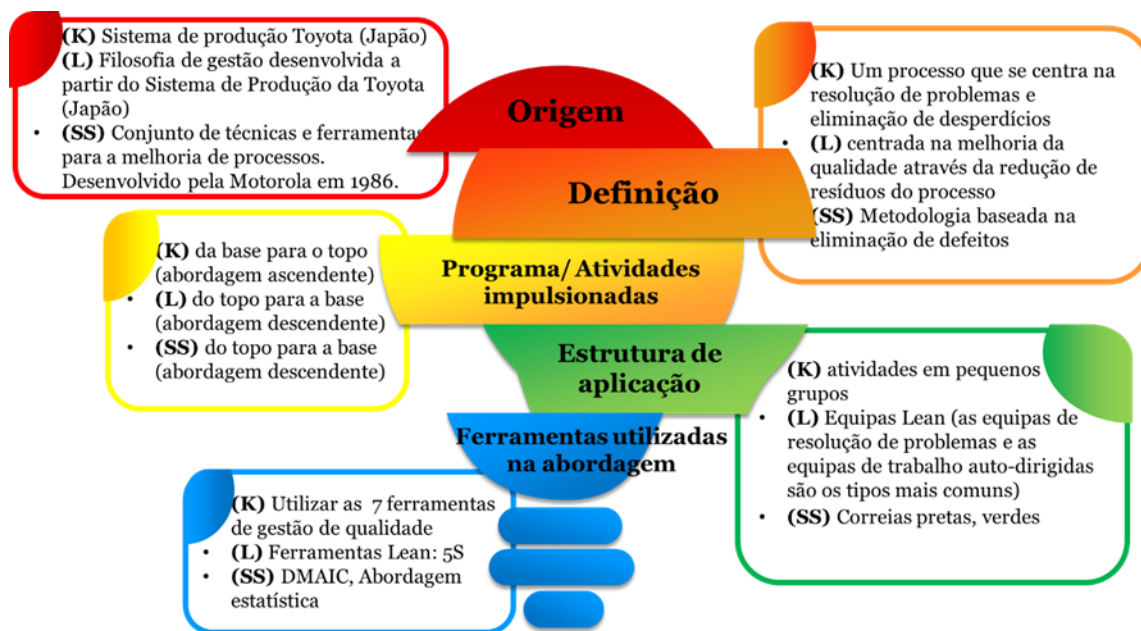 (K) Sistema de produção Toyota (Japão)
(L) Filosofia de gestão desenvolvida a
partir do Sistema de Produção da Toyota
(Japão)
• (SS) Conjunto de técnicas e ferramentas
para a melhoria de processos.
Desenvolvido pela Motorola em 1986.
Origem
(K) Um processo que se centra na
resolução de problemas e
eliminação de desperdícios
• (L) centrada na melhoria da
qualidade através da redução de
resíduos do processo
(SS) Metodologia baseada na
eliminação de defeitos
Definição
(K) da base para o topo
(abordagem ascendente)
• (L) do topo para a base
(abordagem descendente)
• (SS) do topo para a base
(abordagem descendente)
Programa/ Atividades
impulsionadas
Estrutura de
aplicação
(K) atividades em pequenos
grupos
• (L) Equipas Lean (as equipas de
resolução de problemas e as
equipas de trabalho auto-dirigidas
são os tipos mais comuns)
• (SS) Correias pretas, verdes
Ferramentas utilizadas
na abordagem
(K) Utilizar as 7 ferramentas
de gestão de qualidade
• (L) Ferramentas Lean: 5S
• (SS) DMAIC, Abordagem
estatística